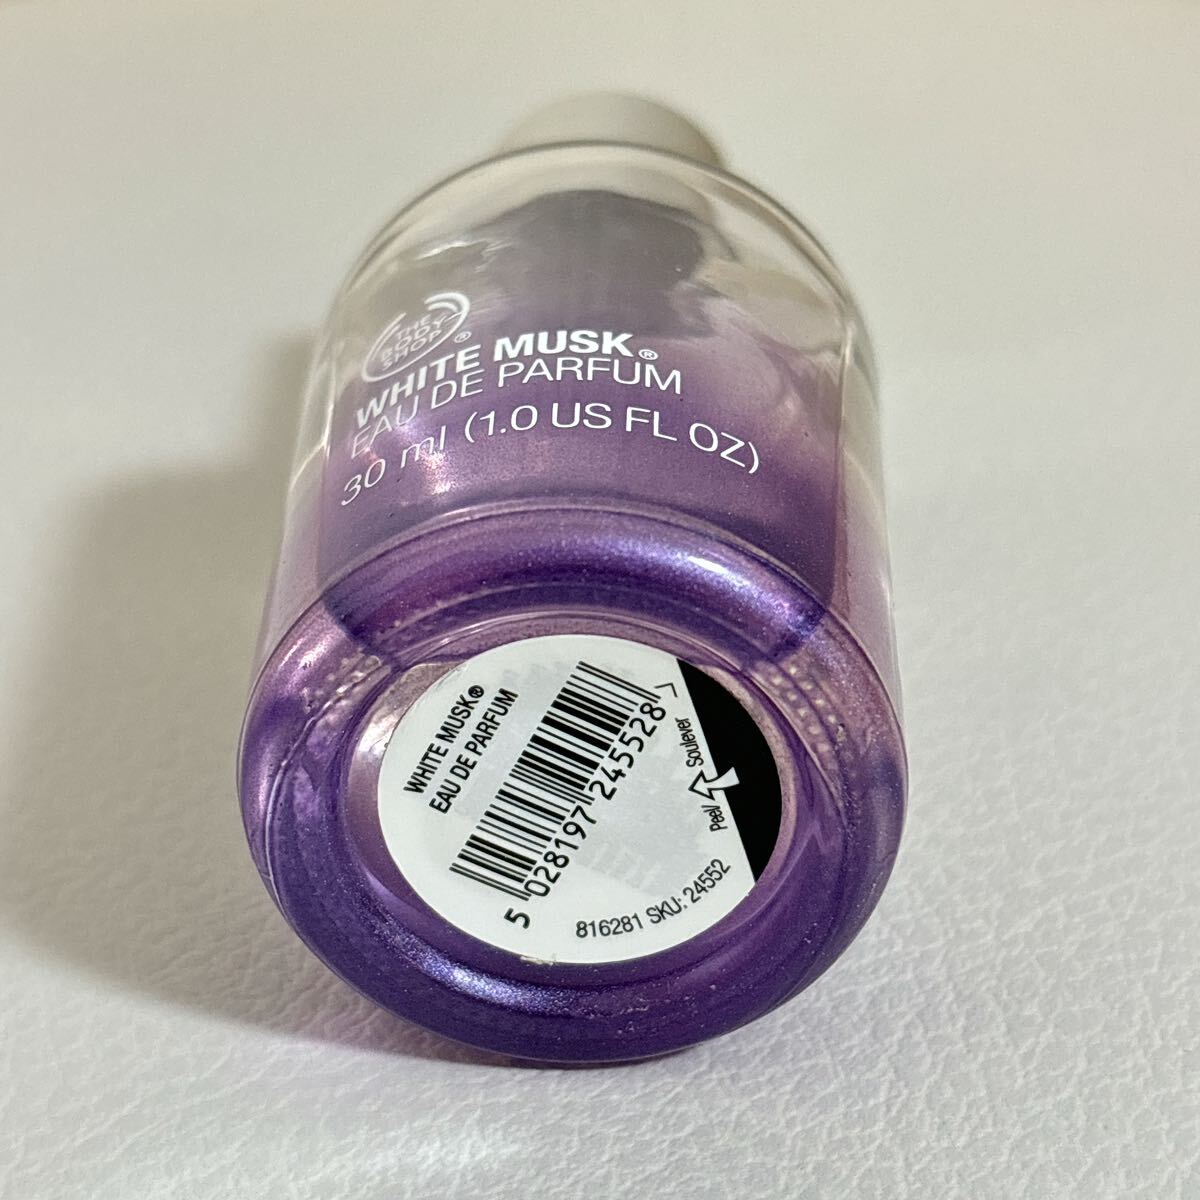 THE
BODY
SHOP®
WHITE MUSK®
EAU DE PARFUM
30 ml (1.0 US FL OZ)
WHITE MUSK®
EAU DE PARFUM
5 028197 245528 >
Peel/ Soulever
816281 SKU: 24552